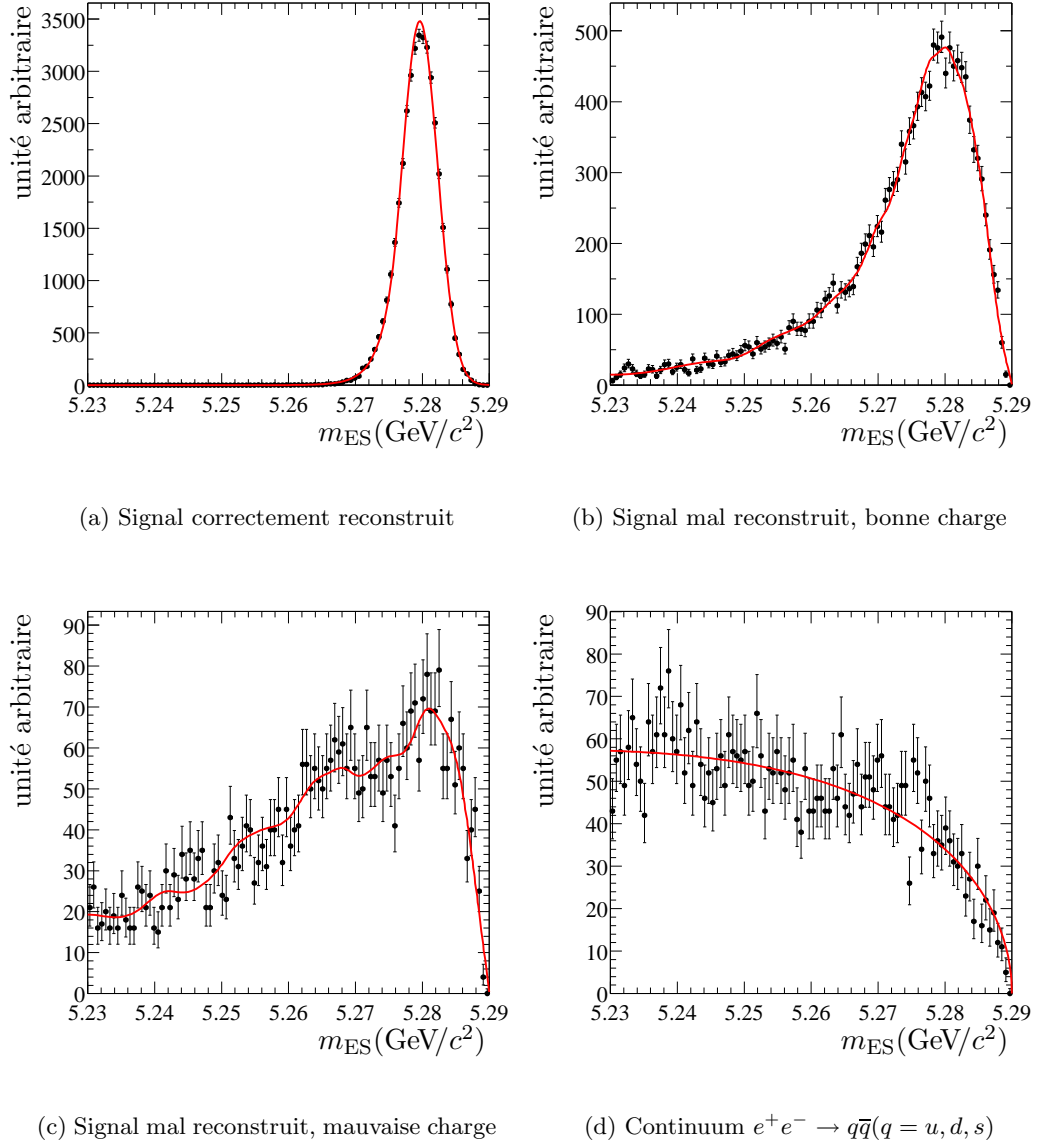 unité arbitraire
3500
3000
2500
2000
1500
1000
500
0
5.23 5.24 5.25 5.26 5.27 5.28 5.29
m_ES(GeV/c²)
(a) Signal correctement reconstruit
unité arbitraire
500
400
300
200
100
0
5.23 5.24 5.25 5.26 5.27 5.28 5.29
m_ES(GeV/c²)
(b) Signal mal reconstruit, bonne charge
unité arbitraire
90
80
70
60
50
40
30
20
10
0
5.23 5.24 5.25 5.26 5.27 5.28 5.29
m_ES(GeV/c²)
(c) Signal mal reconstruit, mauvaise charge
unité arbitraire
90
80
70
60
50
40
30
20
10
0
5.23 5.24 5.25 5.26 5.27 5.28 5.29
m_ES(GeV/c²)
(d) Continuum e⁺e⁻ → qq̅(q = u, d, s)